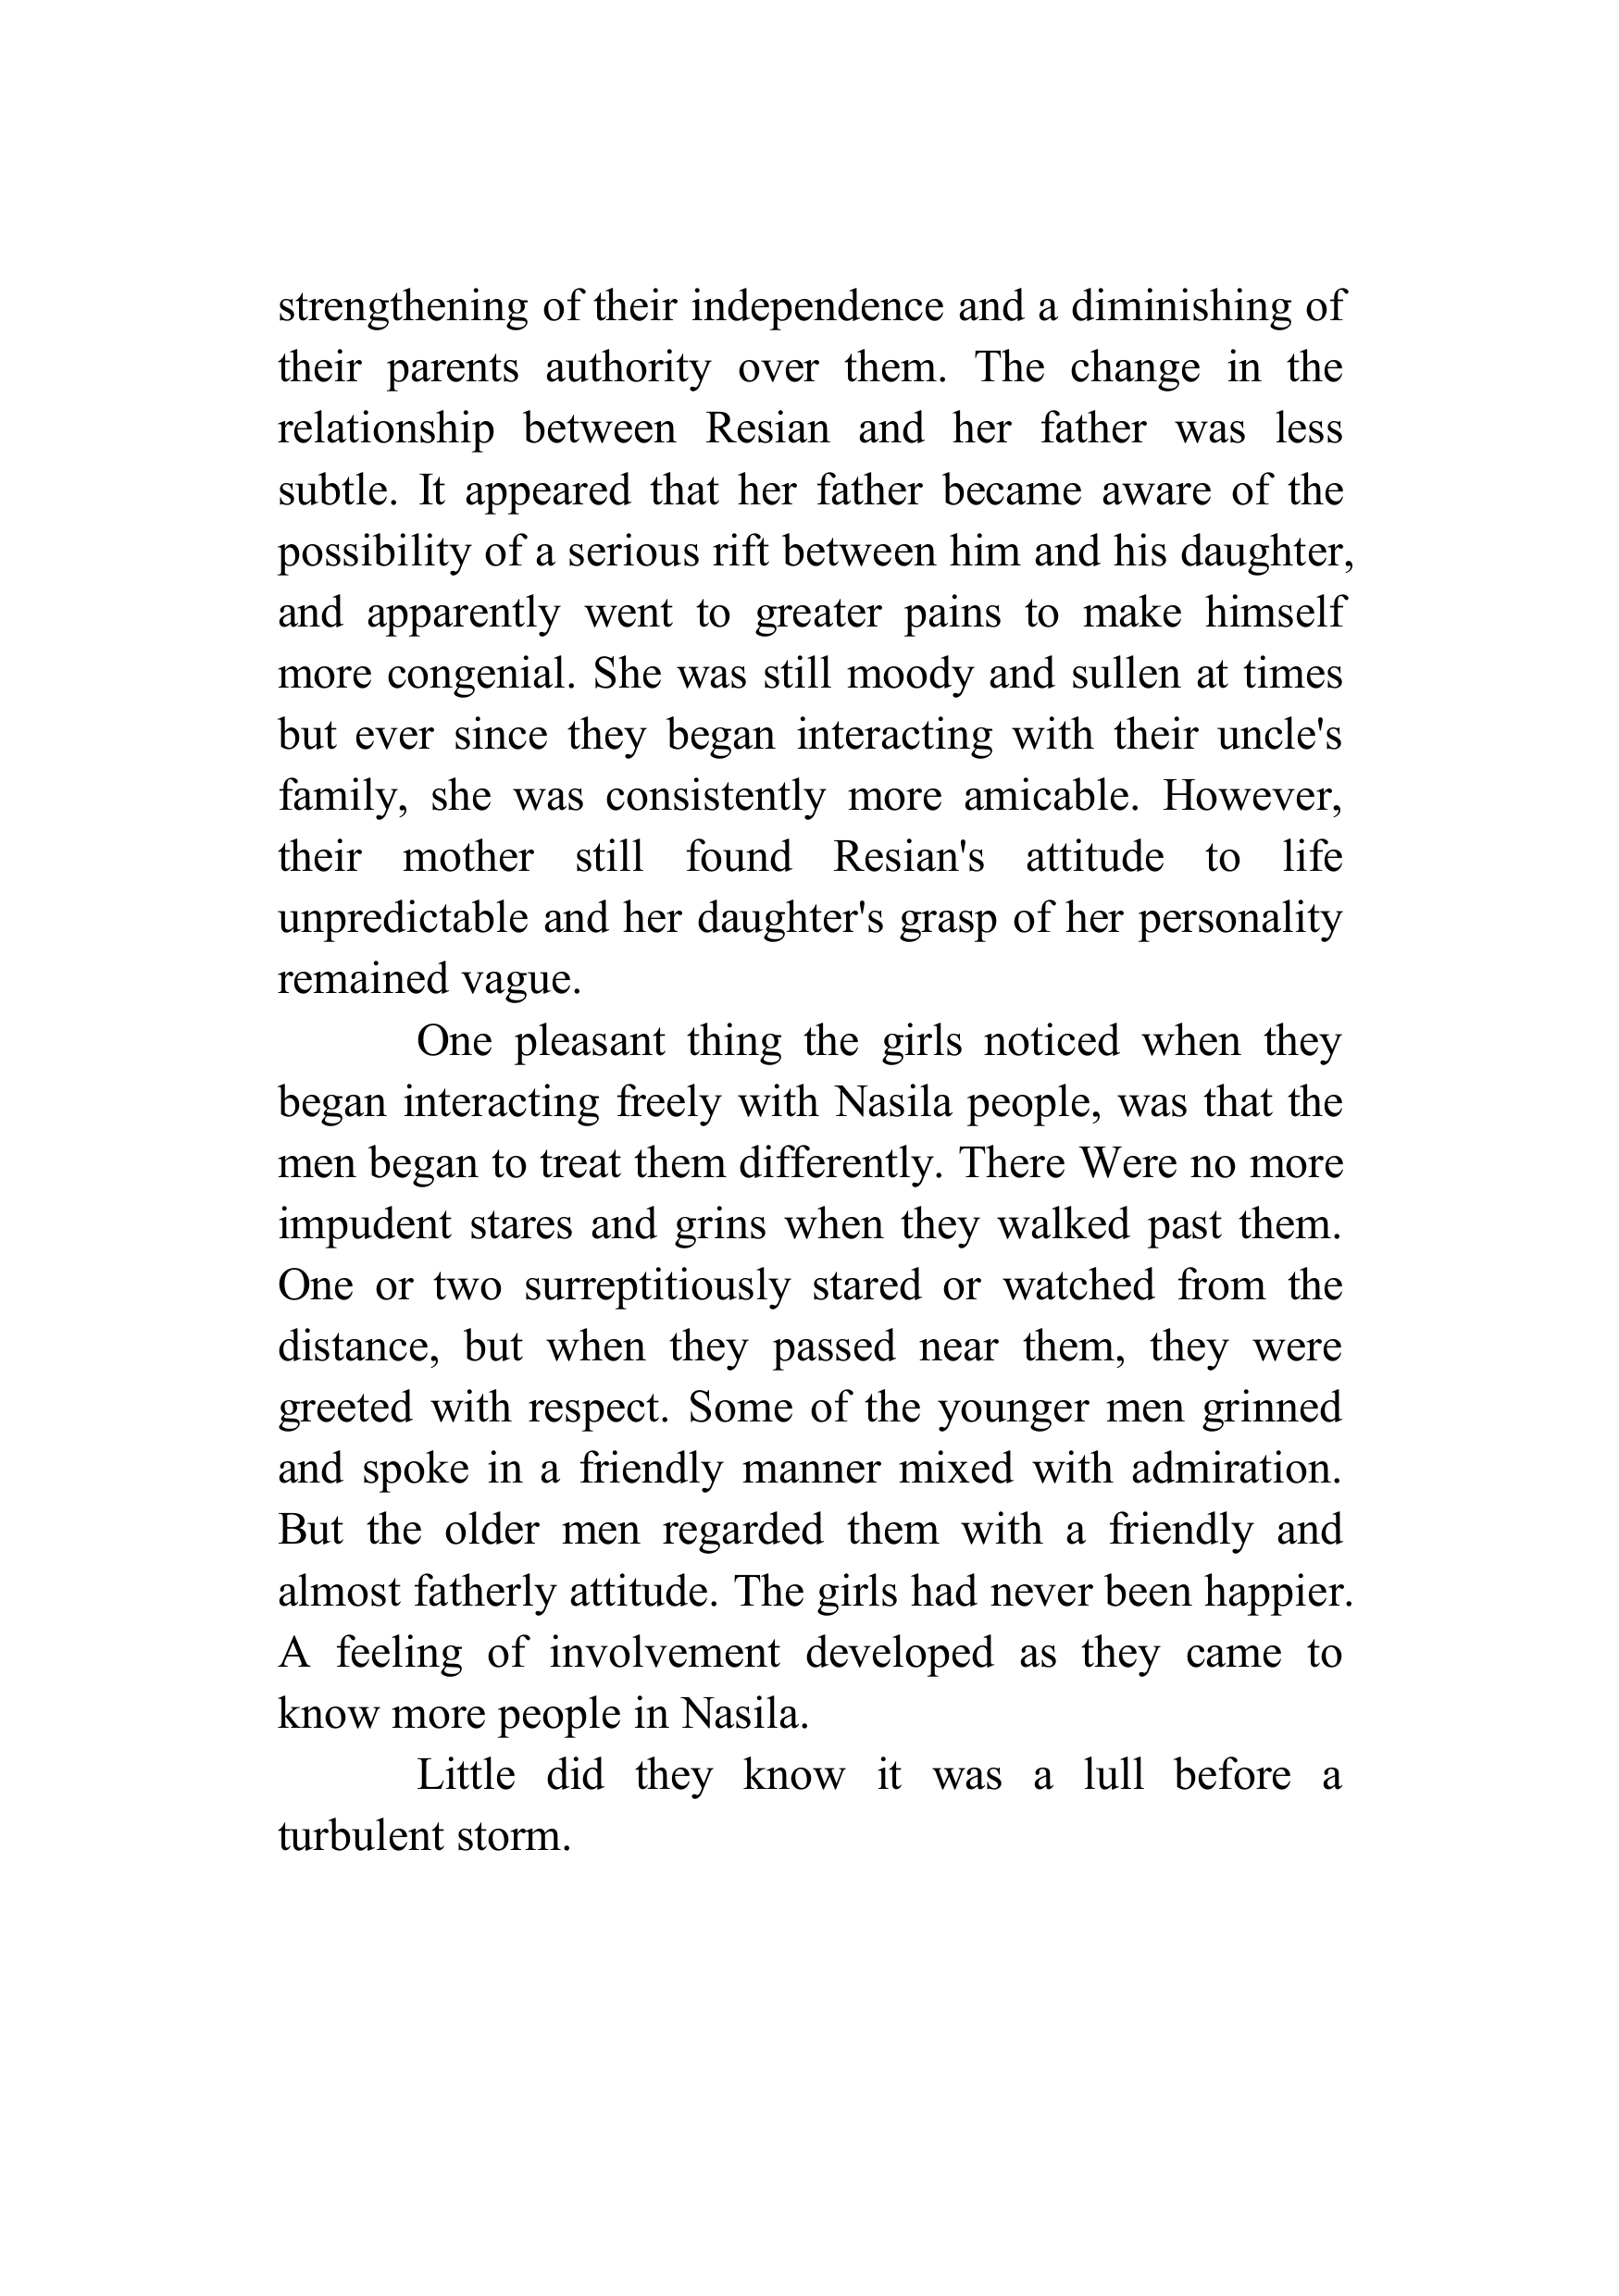 strengthening of their independence and a diminishing of
their parents authority over them. The change in the
relationship between Resian and her father was less
subtle. It appeared that her father became aware of the
possibility of a serious rift between him and his daughter,
and apparently went to greater pains to make himself
more congenial. She was still moody and sullen at times
but ever since they began interacting with their uncle's
family, she was consistently more amicable. However,
their mother still found Resian's attitude to life
unpredictable and her daughter's grasp of her personality
remained vague.
One pleasant thing the girls noticed when they
began interacting freely with Nasila people, was that the
men began to treat them differently. There Were no more
impudent stares and grins when they walked past them.
One or two surreptitiously stared or watched from the
distance, but when they passed near them, they were
greeted with respect. Some of the younger men grinned
and spoke in a friendly manner mixed with admiration.
But the older men regarded them with a friendly and
almost fatherly attitude. The girls had never been happier.
A feeling of involvement developed as they came to
know more people in Nasila.
Little did they know it was a lull before a
turbulent storm.